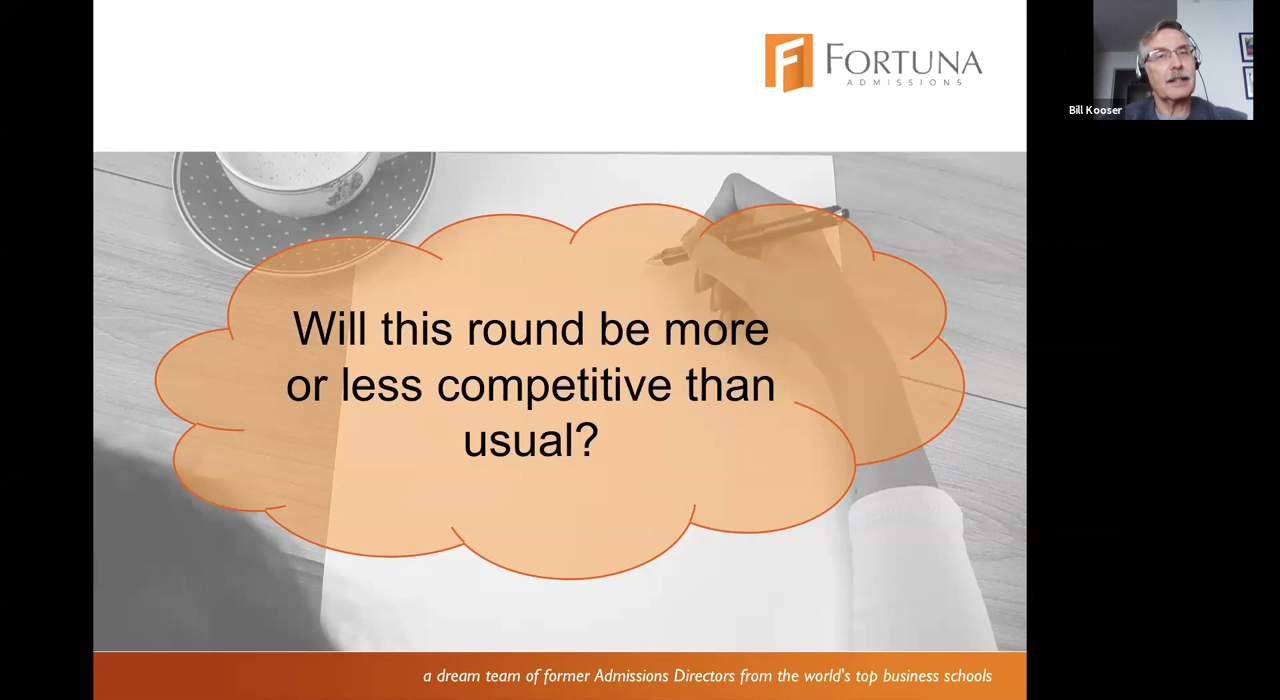 FORTUNA
ADMISSIONS
Bill Kooser
Will this round be more
or less competitive than
usual?
a dream team of former Admissions Directors from the world's top business schools